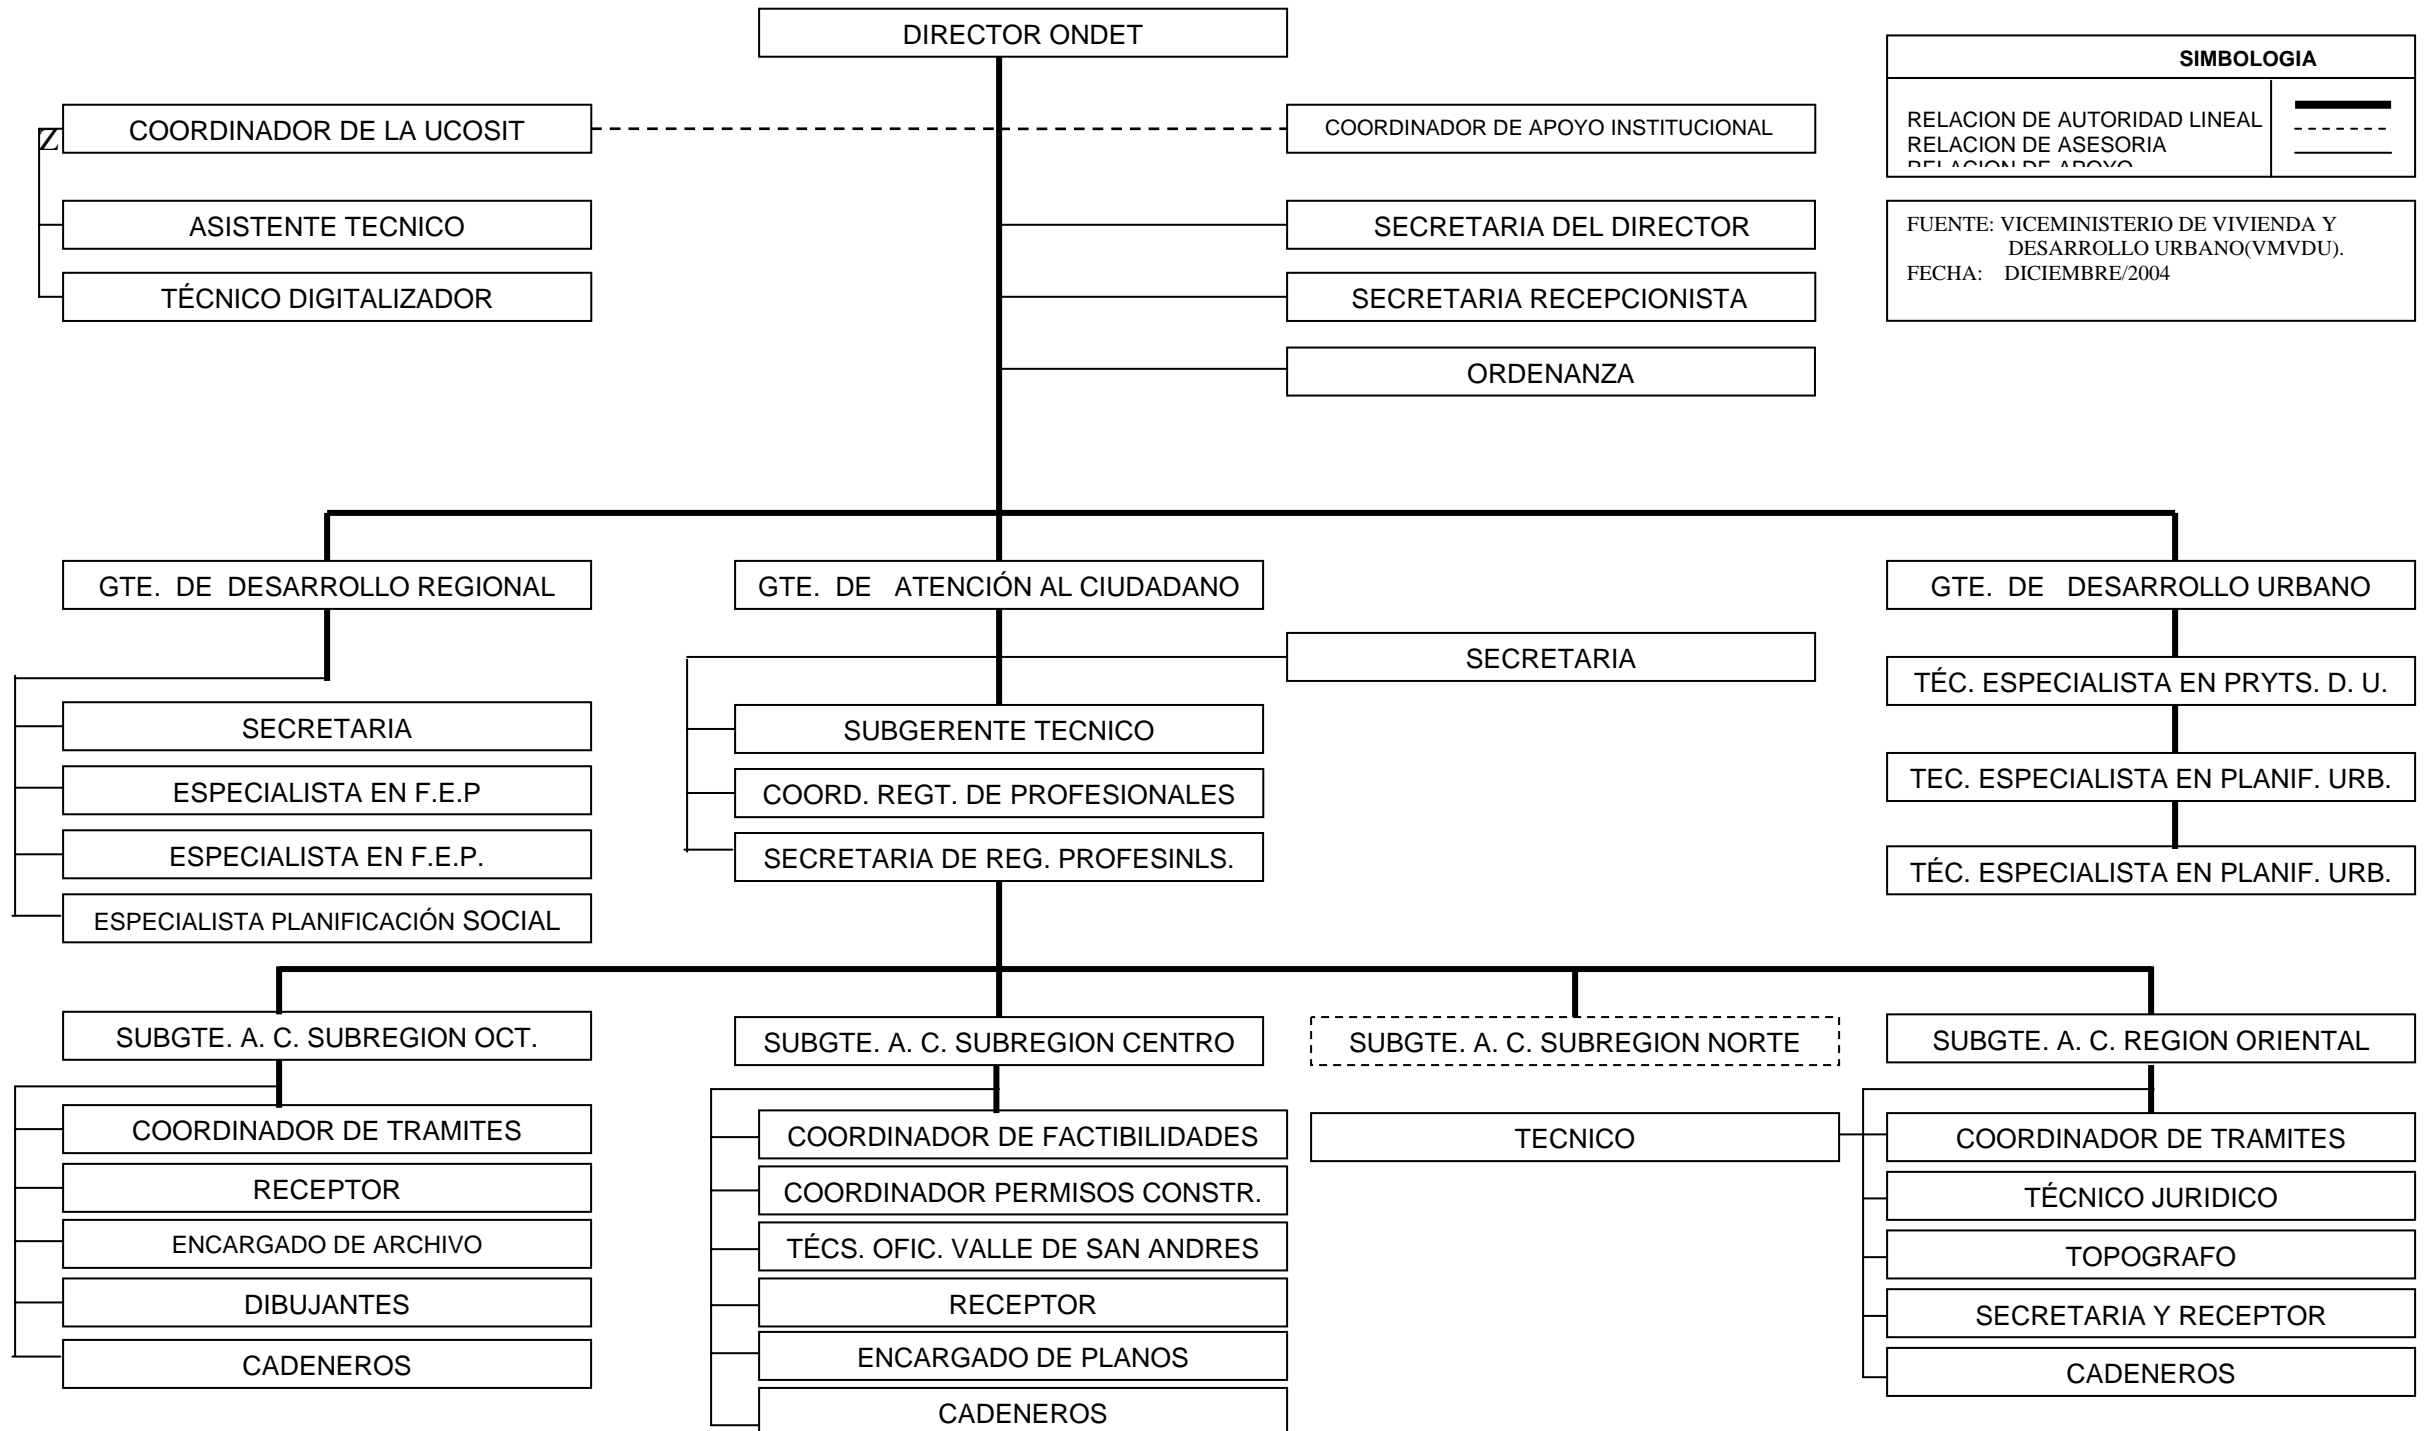 DIRECTOR ONDET
SIMBOLOGIA
RELACION DE AUTORIDAD LINEAL
RELACION DE ASESORIA
RELACION DE APOYO
FUENTE: VICEMINISTERIO DE VIVIENDA Y
DESARROLLO URBANO(VMVDU).
FECHA: DICIEMBRE/2004
Z
COORDINADOR DE LA UCOSIT
COORDINADOR DE APOYO INSTITUCIONAL
ASISTENTE TECNICO
SECRETARIA DEL DIRECTOR
TÉCNICO DIGITALIZADOR
SECRETARIA RECEPCIONISTA
ORDENANZA
GTE. DE DESARROLLO REGIONAL
GTE. DE ATENCIÓN AL CIUDADANO
GTE. DE DESARROLLO URBANO
SECRETARIA
ESPECIALISTA EN F.E.P
ESPECIALISTA EN F.E.P.
ESPECIALISTA PLANIFICACIÓN SOCIAL
SECRETARIA
SUBGERENTE TECNICO
COORD. REGT. DE PROFESIONALES
SECRETARIA DE REG. PROFESINLS.
TÉC. ESPECIALISTA EN PRYTS. D. U.
TEC. ESPECIALISTA EN PLANIF. URB.
TÉC. ESPECIALISTA EN PLANIF. URB.
SUBGTE. A. C. SUBREGION OCT.
COORDINADOR DE TRAMITES
RECEPTOR
ENCARGADO DE ARCHIVO
DIBUJANTES
CADENEROS
SUBGTE. A. C. SUBREGION CENTRO
COORDINADOR DE FACTIBILIDADES
COORDINADOR PERMISOS CONSTR.
TÉCS. OFIC. VALLE DE SAN ANDRES
RECEPTOR
ENCARGADO DE PLANOS
CADENEROS
SUBGTE. A. C. SUBREGION NORTE
TECNICO
SUBGTE. A. C. REGION ORIENTAL
COORDINADOR DE TRAMITES
TÉCNICO JURIDICO
TOPOGRAFO
SECRETARIA Y RECEPTOR
CADENEROS